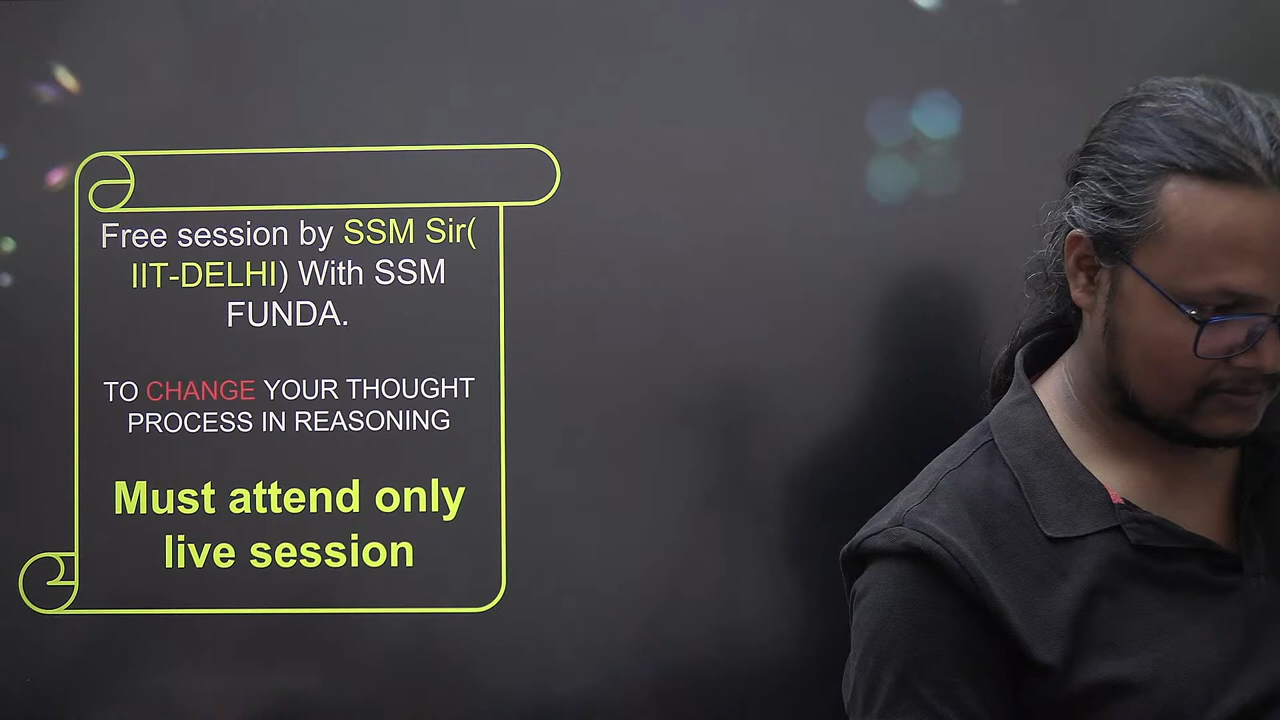 Free session by SSM Sir(
IIT-DELHI) With SSM
FUNDA.
TO CHANGE YOUR THOUGHT
PROCESS IN REASONING
Must attend only
live session